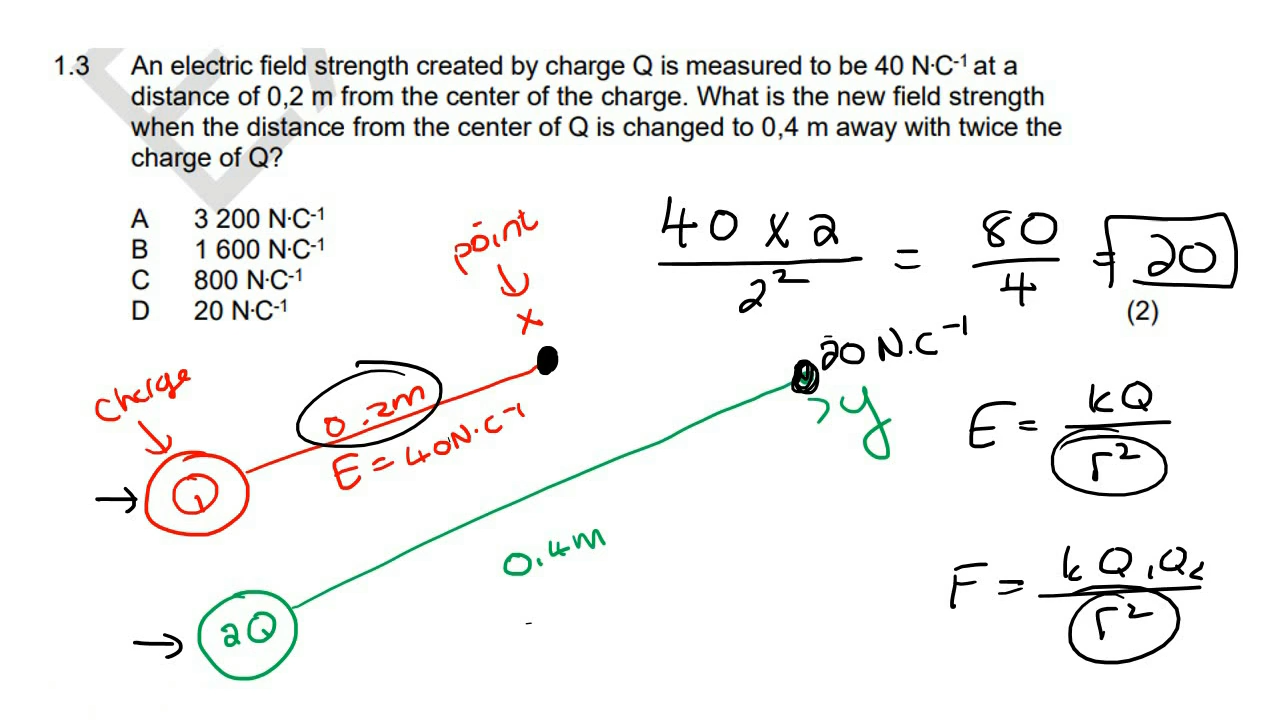 1.3 An electric field strength created by charge Q is measured to be 40 N·C-1 at a
distance of 0,2 m from the center of the charge. What is the new field strength
when the distance from the center of Q is changed to 0,4 m away with twice the
charge of Q?
A 3 200 N·C-1
B 1 600 N·C-1
C 800 N·C-1
D 20 N·C-1
(2)
point
x
40 x 2 / 2² = 80 / 4 = 20
charge
Q
0.2m
E = 40N.C-1
20 N.C-1
y
E = kQ / r²
2Q
0.4m
F = kQ1Q2 / r²